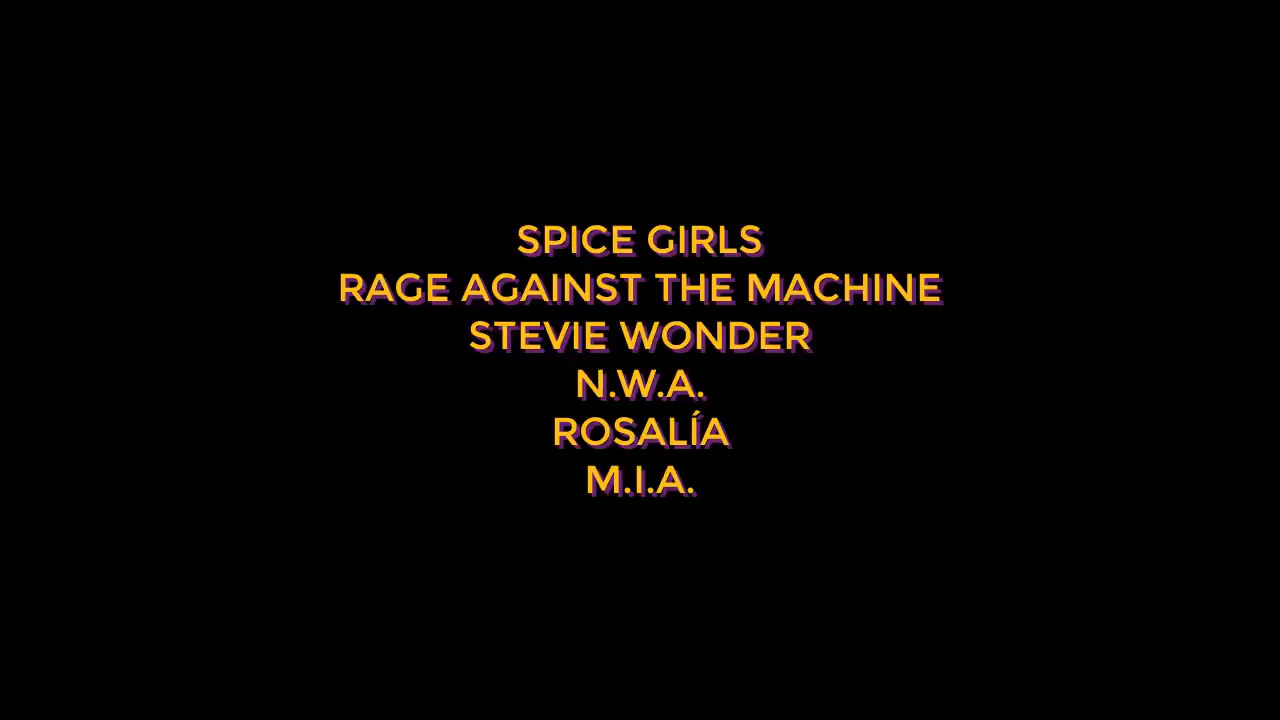 SPICE GIRLS
RAGE AGAINST THE MACHINE
STEVIE WONDER
N.W.A.
ROSALÍA
M.I.A.